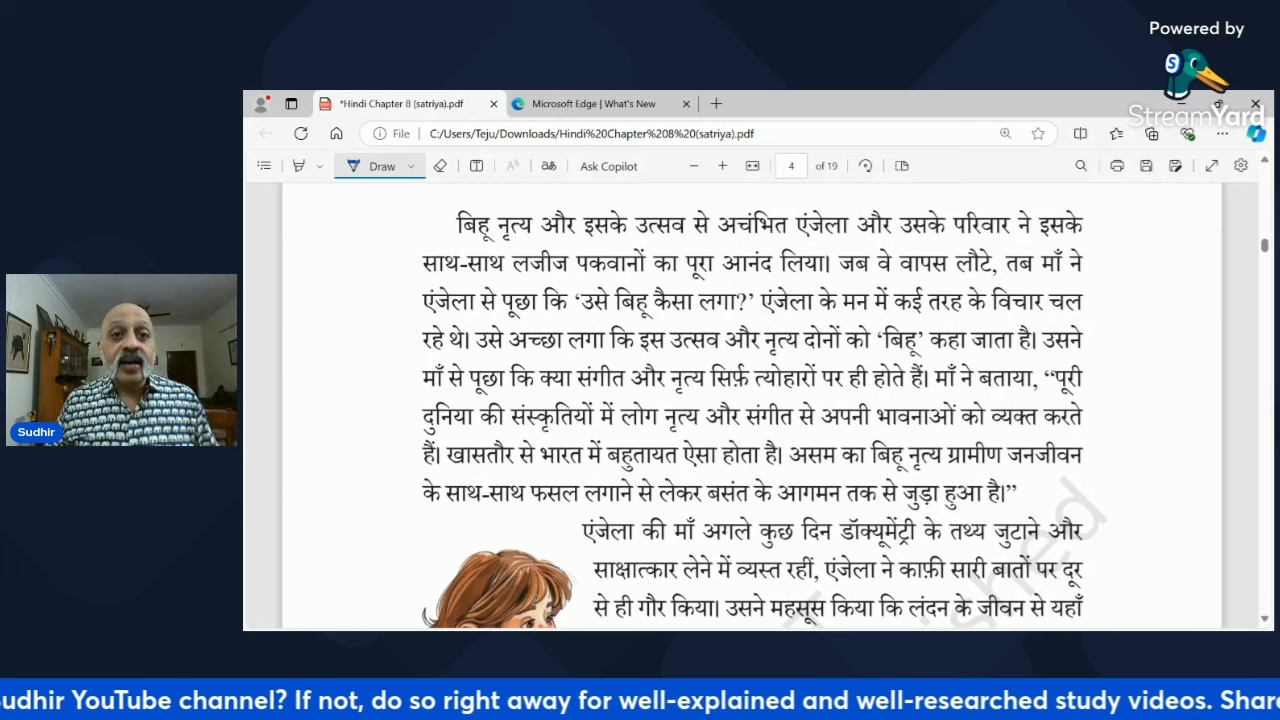 Powered by
S
StreamYard
*Hindi Chapter 8 (satriya).pdf
Microsoft Edge | What's New
File
C:/Users/Teju/Downloads/Hindi%20Chapter%208%20(satriya).pdf
Draw
Ask Copilot
4
of 19
बिहू नृत्य और इसके उत्सव से अचंभित एंजेला और उसके परिवार ने इसके
साथ-साथ लजीज पकवानों का पूरा आनंद लिया। जब वे वापस लौटे, तब माँ ने
एंजेला से पूछा कि ‘उसे बिहू कैसा लगा?’ एंजेला के मन में कई तरह के विचार चल
रहे थे। उसे अच्छा लगा कि इस उत्सव और नृत्य दोनों को ‘बिहू’ कहा जाता है। उसने
माँ से पूछा कि क्या संगीत और नृत्य सिर्फ़ त्योहारों पर ही होते हैं। माँ ने बताया, “पूरी
दुनिया की संस्कृतियों में लोग नृत्य और संगीत से अपनी भावनाओं को व्यक्त करते
हैं। खासतौर से भारत में बहुतायत ऐसा होता है। असम का बिहू नृत्य ग्रामीण जनजीवन
के साथ-साथ फसल लगाने से लेकर बसंत के आगमन तक से जुड़ा हुआ है।”
एंजेला की माँ अगले कुछ दिन डॉक्यूमेंट्री के तथ्य जुटाने और
साक्षात्कार लेने में व्यस्त रहीं, एंजेला ने काफ़ी सारी बातों पर दूर
से ही गौर किया। उसने महसूस किया कि लंदन के जीवन से यहाँ
Sudhir
udhir YouTube channel? If not, do so right away for well-explained and well-researched study videos. Shar